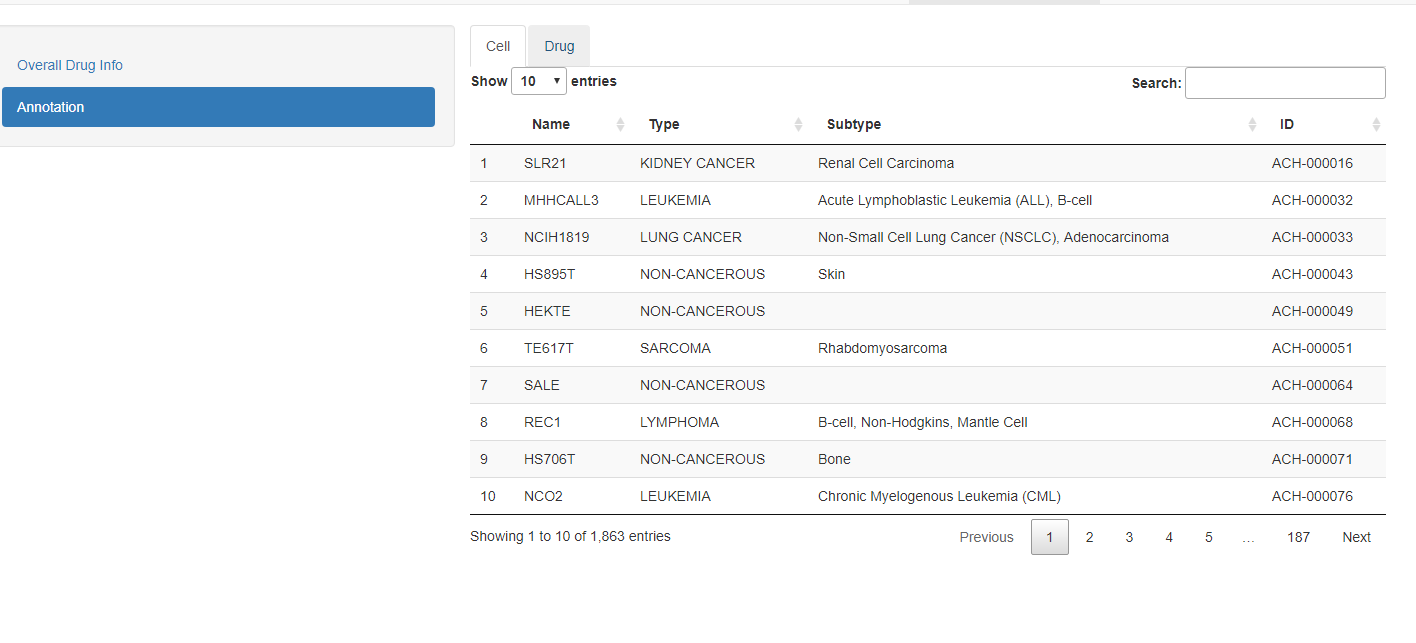 Overall Drug Info
Annotation
Cell Drug
Show 10 entries
Search:
Name Type Subtype ID
1 SLR21 KIDNEY CANCER Renal Cell Carcinoma ACH-000016
2 MHHCALL3 LEUKEMIA Acute Lymphoblastic Leukemia (ALL), B-cell ACH-000032
3 NCIH1819 LUNG CANCER Non-Small Cell Lung Cancer (NSCLC), Adenocarcinoma ACH-000033
4 HS895T NON-CANCEROUS Skin ACH-000043
5 HEKTE NON-CANCEROUS ACH-000049
6 TE617T SARCOMA Rhabdomyosarcoma ACH-000051
7 SALE NON-CANCEROUS ACH-000064
8 REC1 LYMPHOMA B-cell, Non-Hodgkins, Mantle Cell ACH-000068
9 HS706T NON-CANCEROUS Bone ACH-000071
10 NCO2 LEUKEMIA Chronic Myelogenous Leukemia (CML) ACH-000076
Showing 1 to 10 of 1,863 entries
Previous 1 2 3 4 5 … 187 Next